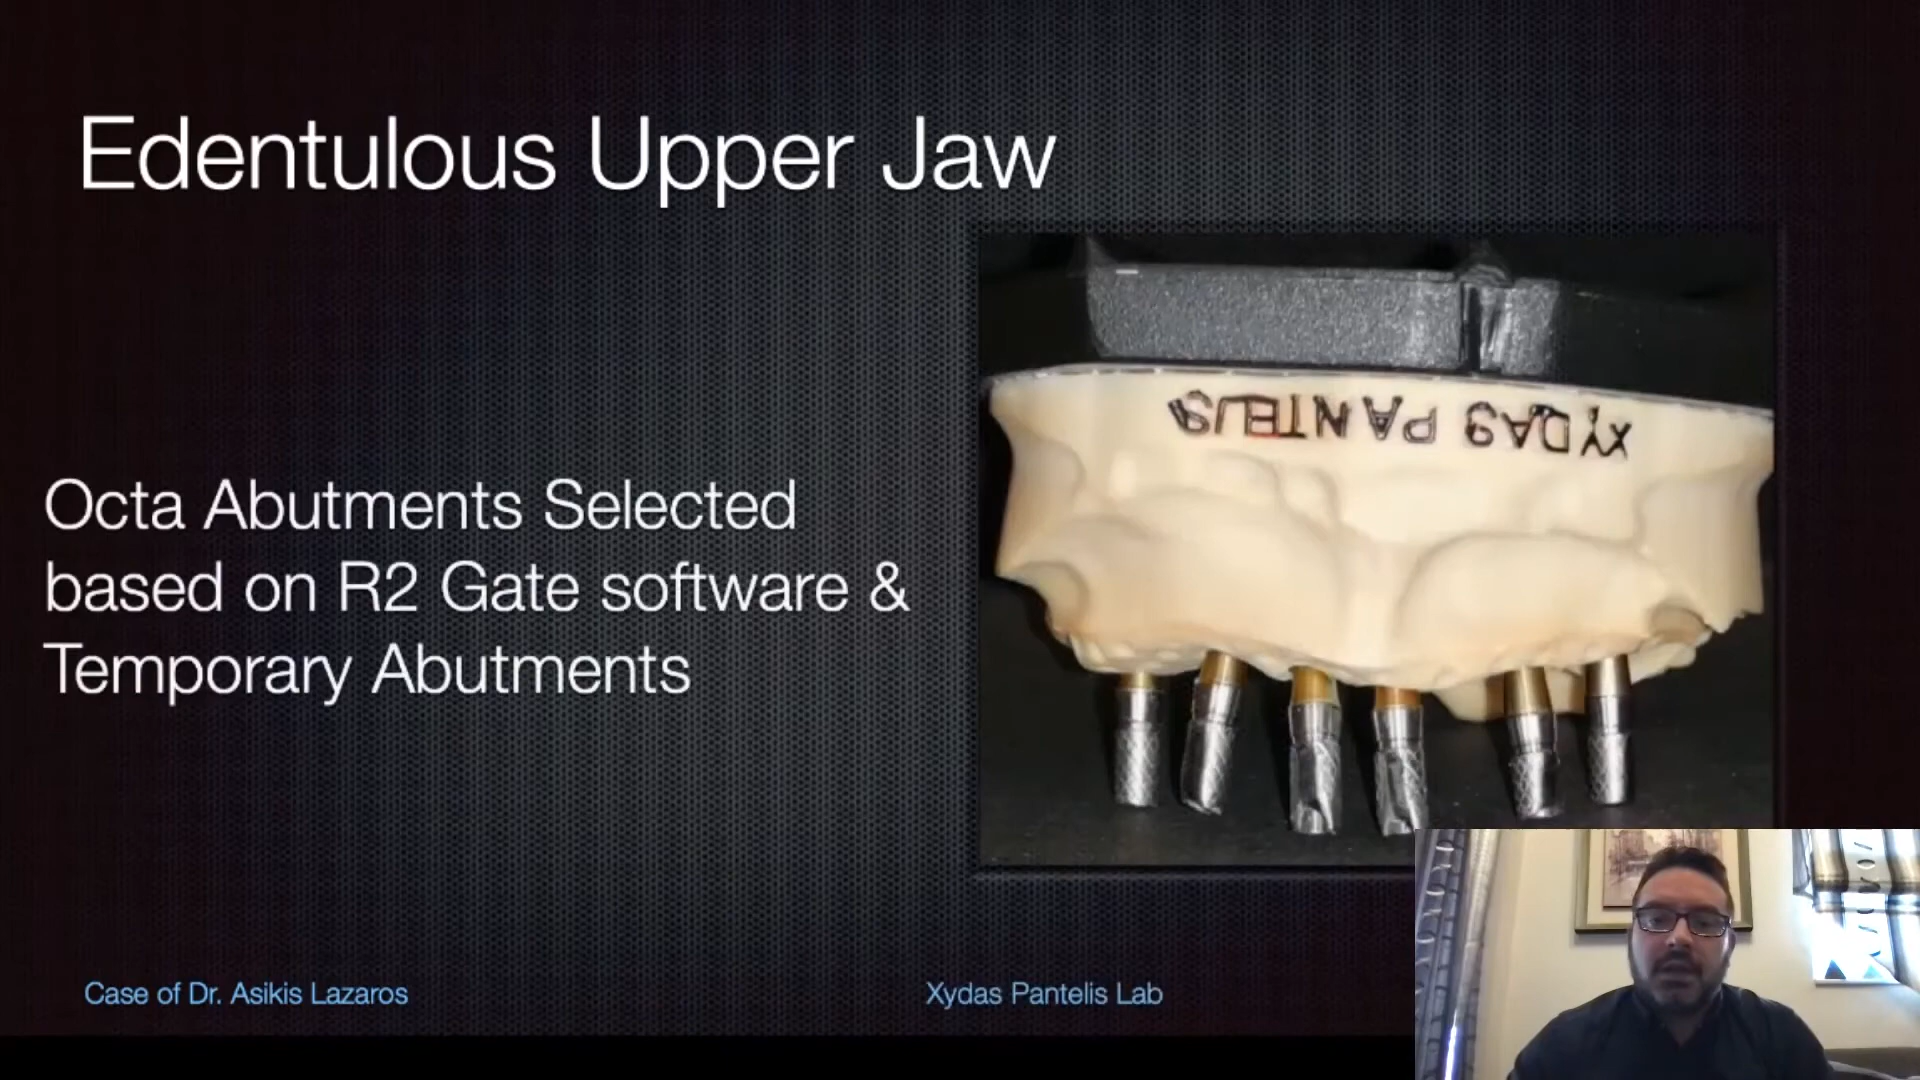 Edentulous Upper Jaw
XYDAS PANTELIS
Octa Abutments Selected
based on R2 Gate software &
Temporary Abutments
Case of Dr. Asikis Lazaros
Xydas Pantelis Lab